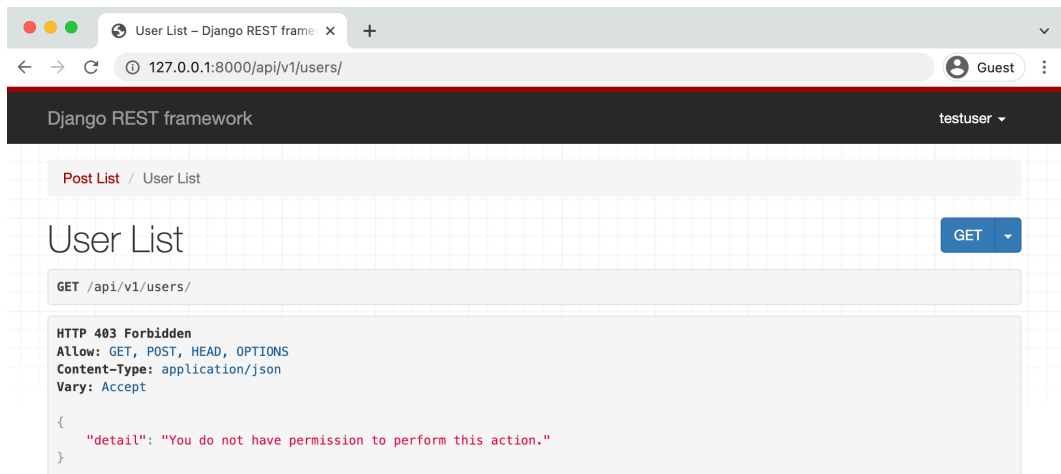 User List – Django REST frame
127.0.0.1:8000/api/v1/users/
Guest
Django REST framework
testuser
Post List / User List
User List
GET
GET /api/v1/users/
HTTP 403 Forbidden
Allow: GET, POST, HEAD, OPTIONS
Content-Type: application/json
Vary: Accept
{
"detail": "You do not have permission to perform this action."
}